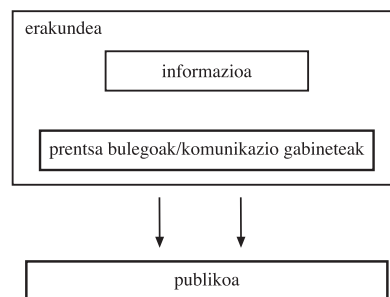 erakundea
informazioa
prentsa bulegoak/komunikazio gabineteak
publikoa